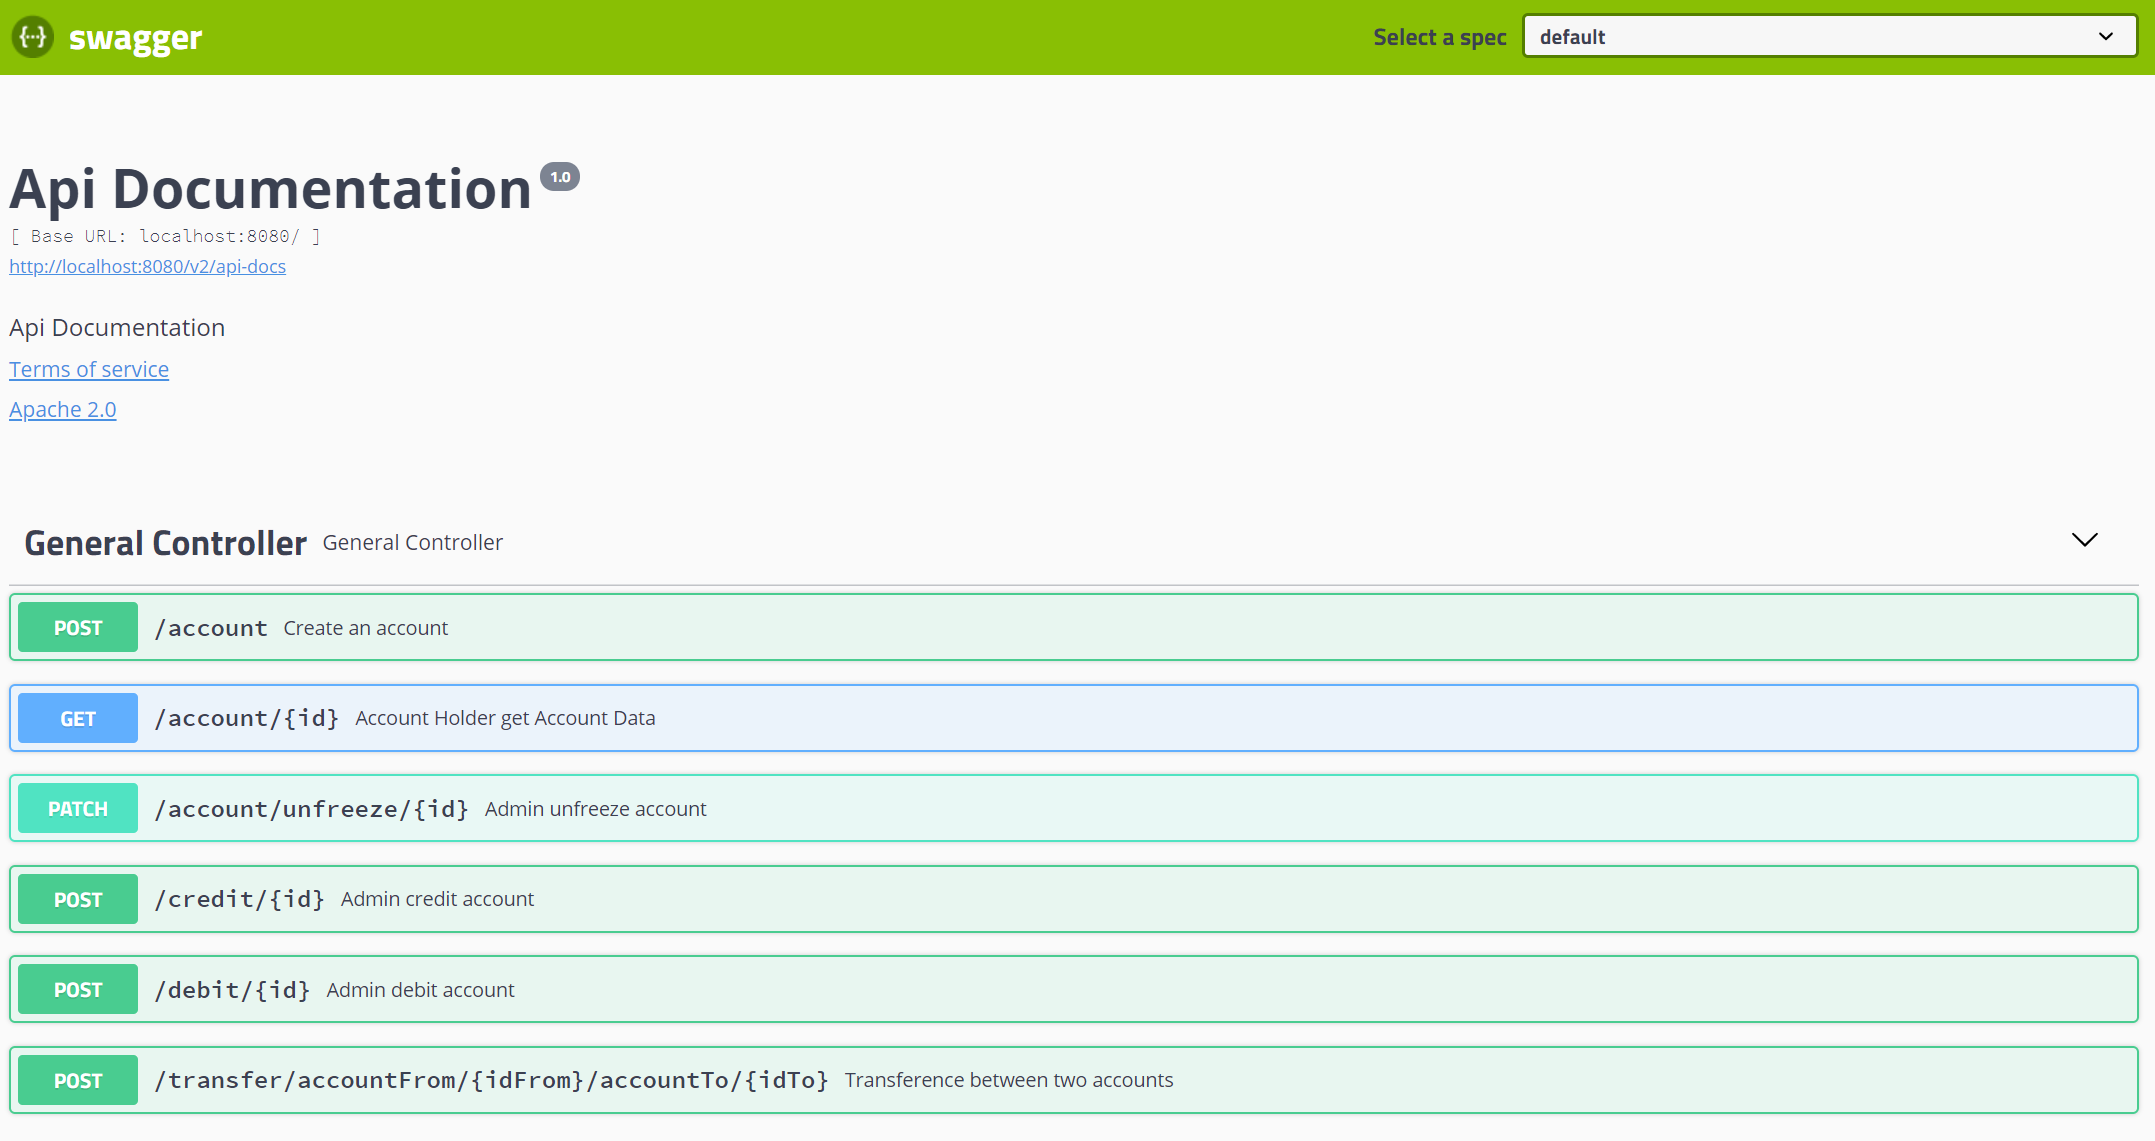 {···} swagger Select a spec default
Api Documentation 1.0
[ Base URL: localhost:8080/ ]
http://localhost:8080/v2/api-docs
Api Documentation
Terms of service
Apache 2.0
General Controller General Controller
POST /account Create an account
GET /account/{id} Account Holder get Account Data
PATCH /account/unfreeze/{id} Admin unfreeze account
POST /credit/{id} Admin credit account
POST /debit/{id} Admin debit account
POST /transfer/accountFrom/{idFrom}/accountTo/{idTo} Transference between two accounts